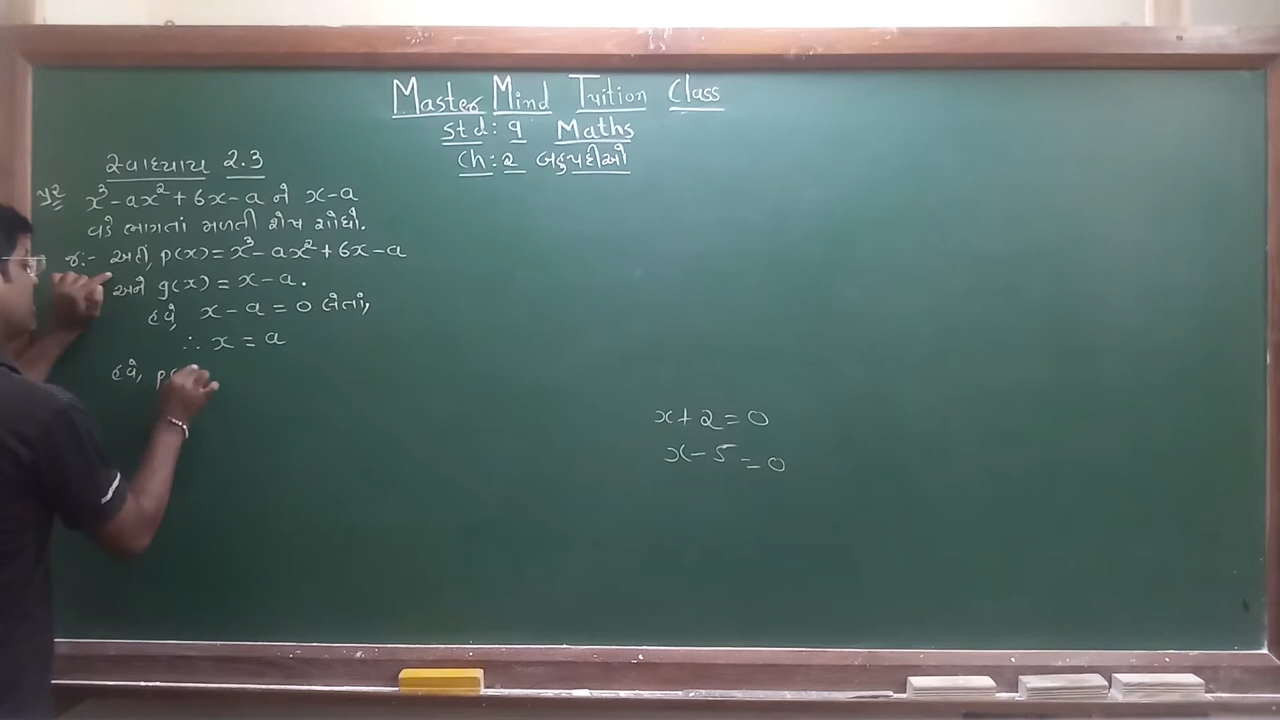 Master Mind Tuition Class
Std: 9 Maths
Ch: 2 બહુપદીઓ
સ્વાધ્યાય 2.3
પ્ર૨ x³-ax²+6x-a ને x-a
વડે ભાગતાં મળતી શેષ શોધો.
જ:- અહીં, p(x)=x³-ax²+6x-a
અને g(x)=x-a.
હવે, x-a=0 લેતાં,
∴ x=a
હવે, p(
x+2=0
x-5=0